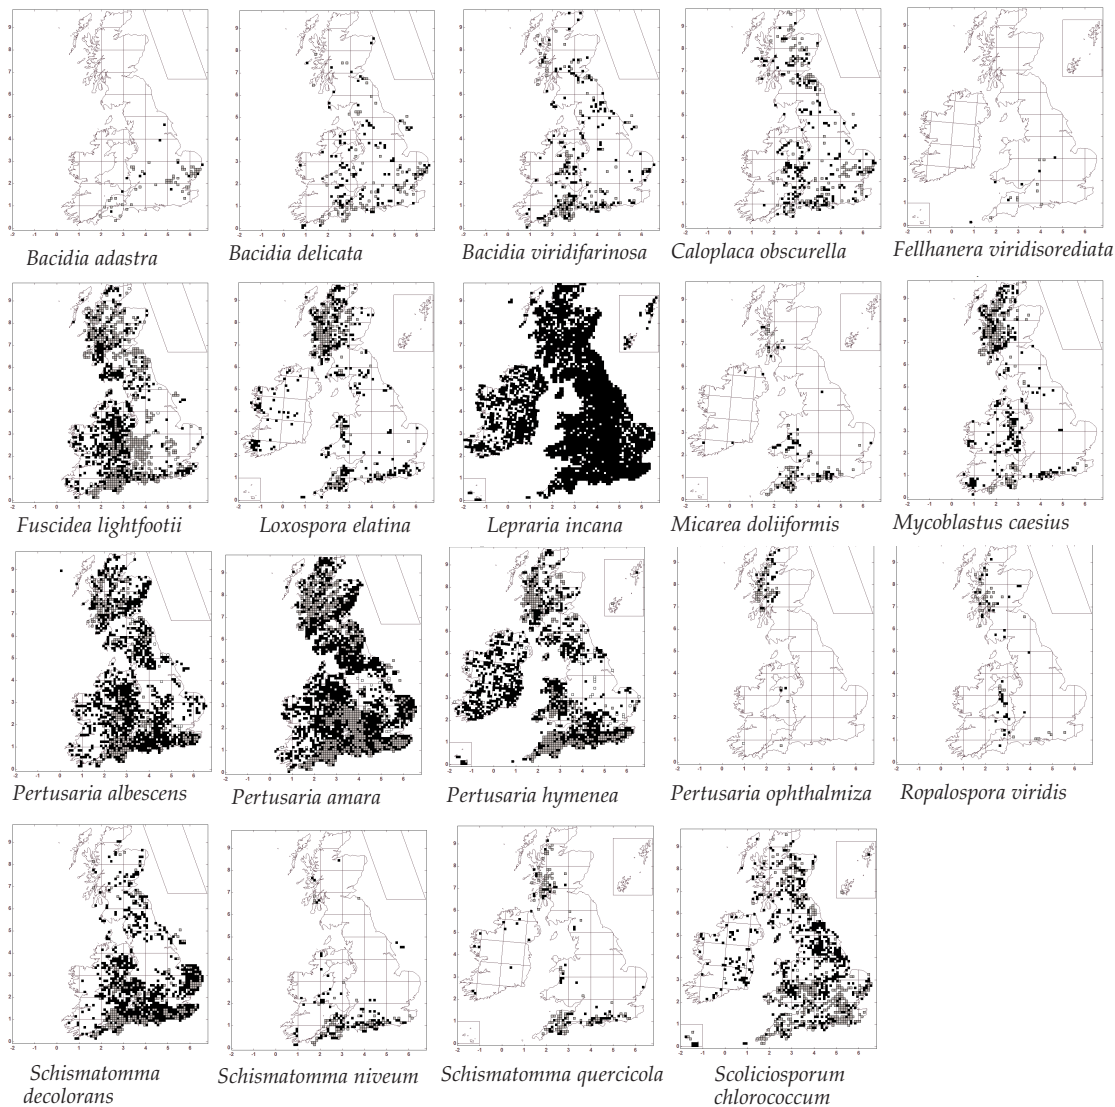 Bacidia adastra
Bacidia delicata
Bacidia viridifarinosa
Caloplaca obscurella
Fellhanera viridisorediata
Fuscidea lightfootii
Loxospora elatina
Lepraria incana
Micarea doliiformis
Mycoblastus caesius
Pertusaria albescens
Pertusaria amara
Pertusaria hymenea
Pertusaria ophthalmiza
Ropalospora viridis
Schismatomma
decolorans
Schismatomma niveum
Schismatomma quercicola
Scoliciosporum
chlorococcum